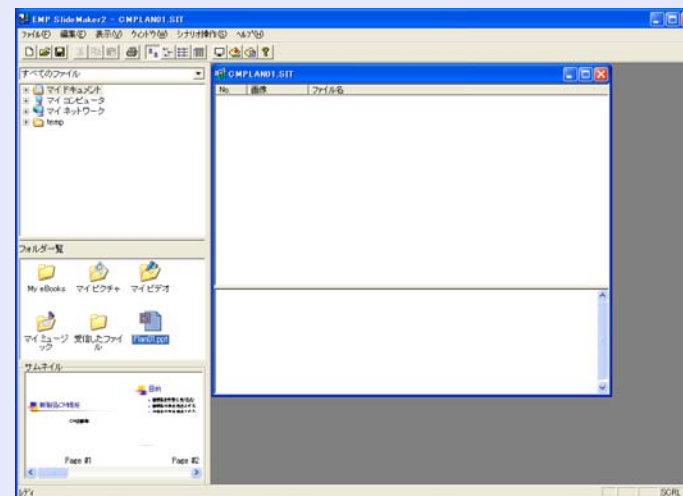 EMP SlideMaker2 - CMPLAN01.SIT
ファイル(F) 編集(E) 表示(V) ウィンドウ(W) シナリオ操作(S) ヘルプ(H)
すべてのファイル
マイ ドキュメント
マイ コンピュータ
マイ ネットワーク
temp
CMPLAN01.SIT
No. 画像 ファイル名
フォルダ一覧
My eBooks マイ ピクチャ マイ ビデオ
マイ ミュージック 受信したファイル Plan01.ppt
サムネイル
目的
Page #1 Page #2
レディ
SCRL